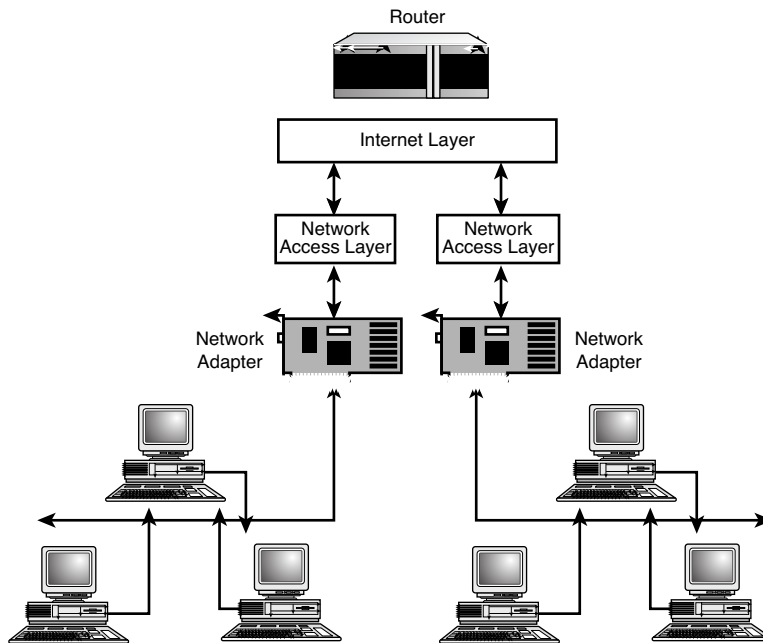 Router
Internet Layer
Network
Access Layer
Network
Access Layer
Network
Adapter
Network
Adapter